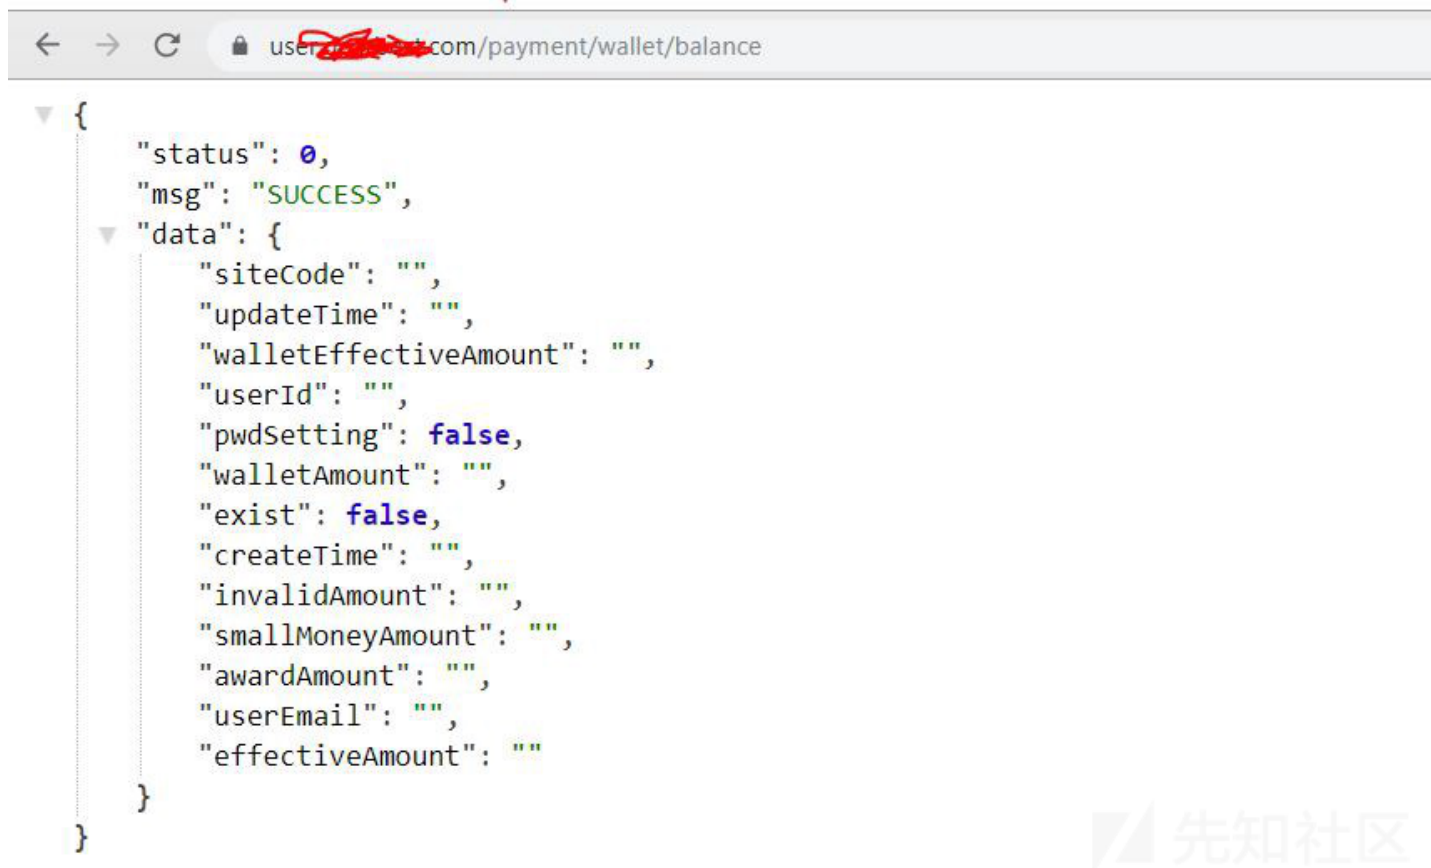 user.com/payment/wallet/balance
{
"status": 0,
"msg": "SUCCESS",
"data": {
"siteCode": "",
"updateTime": "",
"walletEffectiveAmount": "",
"userId": "",
"pwdSetting": false,
"walletAmount": "",
"exist": false,
"createTime": "",
"invalidAmount": "",
"smallMoneyAmount": "",
"awardAmount": "",
"userEmail": "",
"effectiveAmount": ""
}
}
先知社区